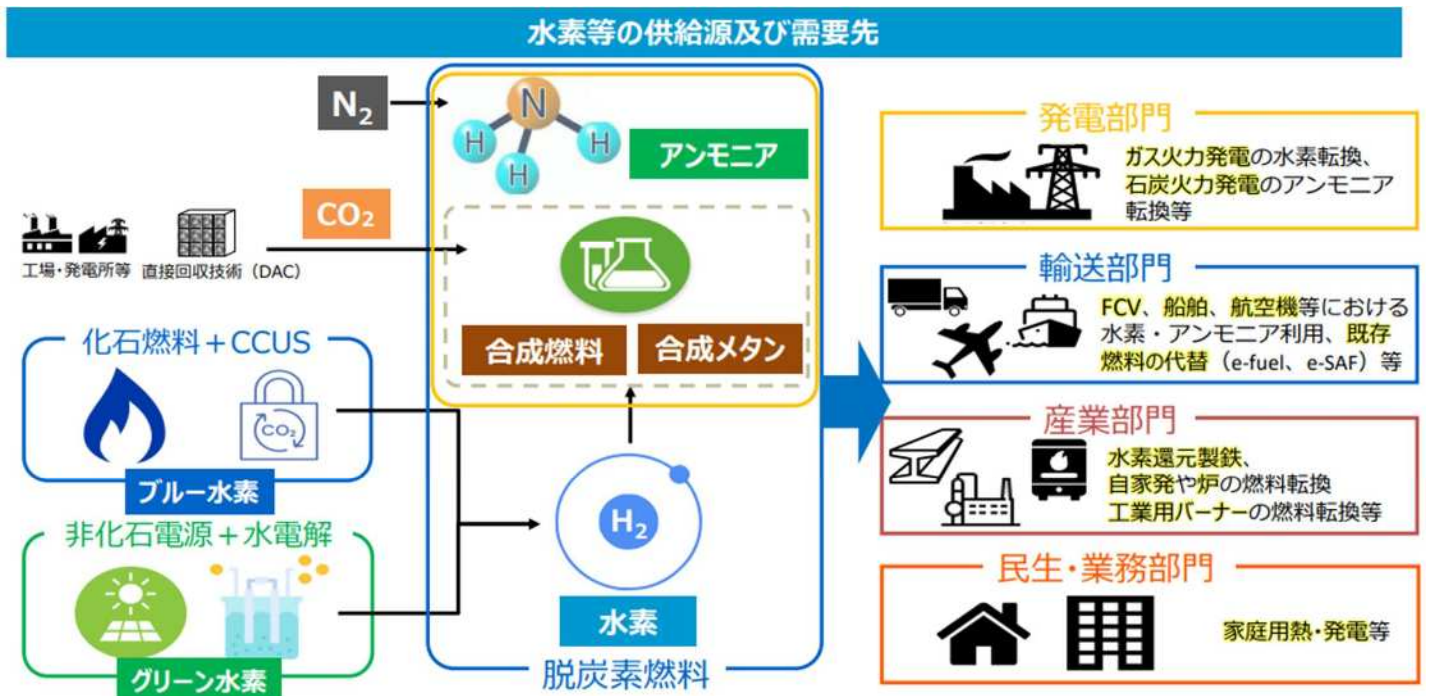 水素等の供給源及び需要先
N₂
N
H
H
H
アンモニア
CO₂
工場・発電所等
直接回収技術（DAC）
合成燃料
合成メタン
化石燃料＋CCUS
CO₂
ブルー水素
非化石電源＋水電解
グリーン水素
H₂
水素
脱炭素燃料
発電部門
ガス火力発電の水素転換、
石炭火力発電のアンモニア
転換等
輸送部門
FCV、船舶、航空機等における
水素・アンモニア利用、既存
燃料の代替（e-fuel、e-SAF）等
産業部門
水素還元製鉄、
自家発や炉の燃料転換
工業用バーナーの燃料転換等
民生・業務部門
家庭用熱・発電等